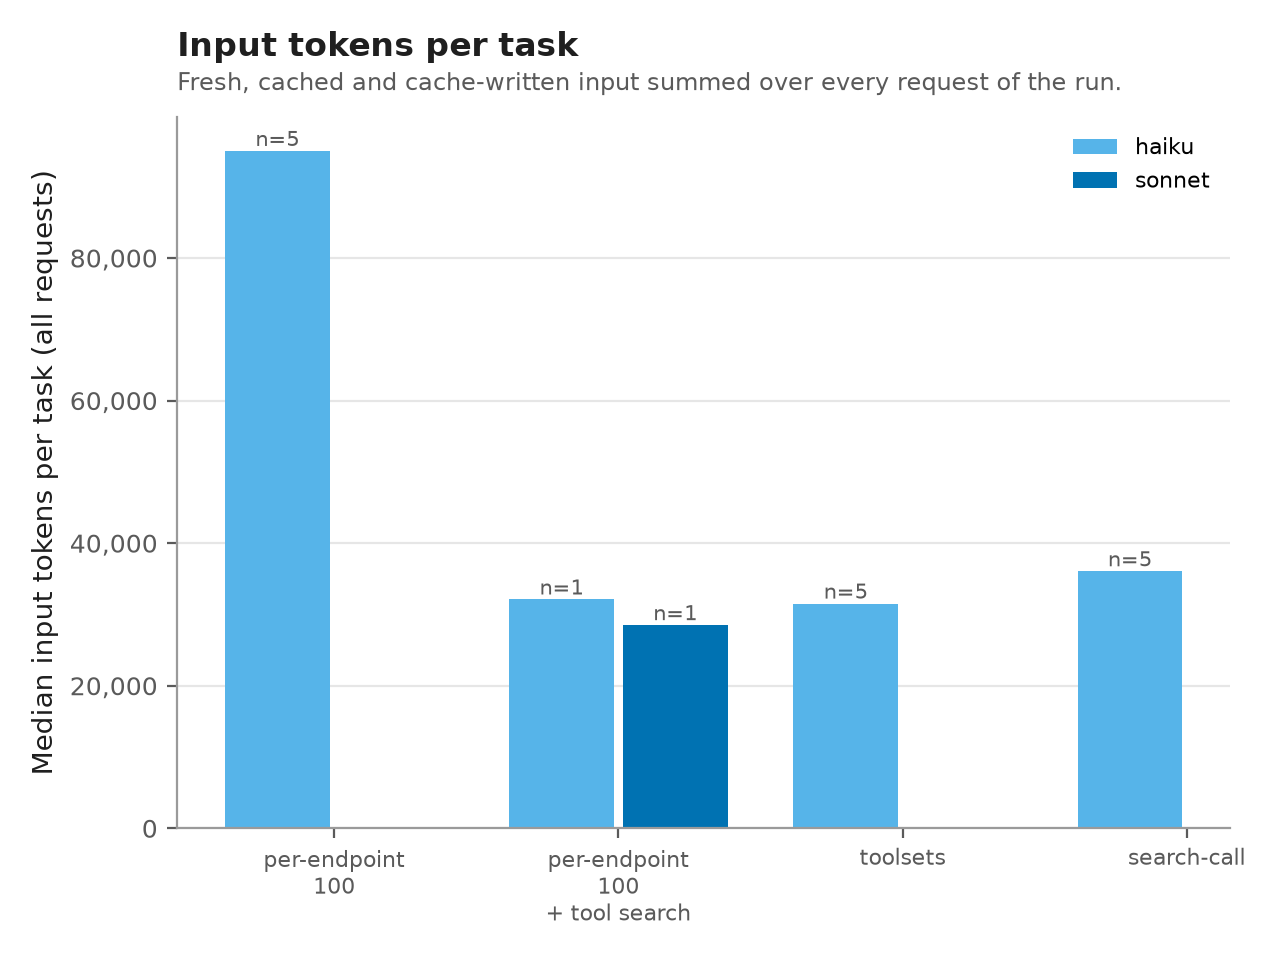 Input tokens per task
Fresh, cached and cache-written input summed over every request of the run.
Median input tokens per task (all requests)
80,000
60,000
40,000
20,000
0
n=5
n=1
n=1
n=5
n=5
haiku
sonnet
per-endpoint
100
per-endpoint
100
+ tool search
toolsets
search-call